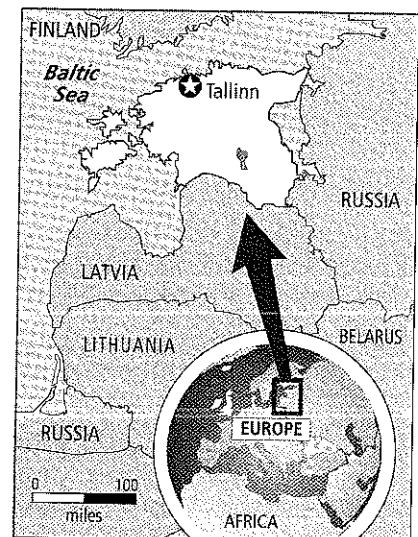 FINLAND
Baltic
Sea
Tallinn
RUSSIA
LATVIA
LITHUANIA
BELARUS
RUSSIA
EUROPE
0 100
miles
AFRICA